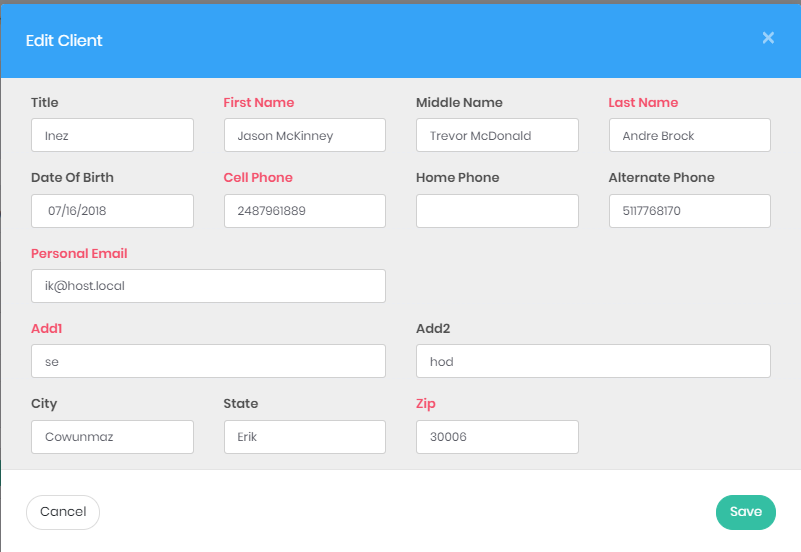 Edit Client ×
Title First Name Middle Name Last Name
Inez Jason McKinney Trevor McDonald Andre Brock
Date Of Birth Cell Phone Home Phone Alternate Phone
07/16/2018 2487961889 5117768170
Personal Email
ik@host.local
Add1 Add2
se hod
City State Zip
Cowunmaz Erik 30006
Cancel Save